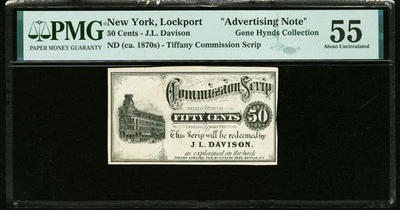 PMG
PAPER MONEY GUARANTY
New York, Lockport "Advertising Note"
50 Cents - J.L. Davison Gene Hynds Collection
ND (ca. 1870s) - Tiffany Commission Scrip
55
About Uncirculated
Commission Scrip
FIFTY CENTS 50
This Scrip will be redeemed by
J. L. DAVISON.
as explained on the back